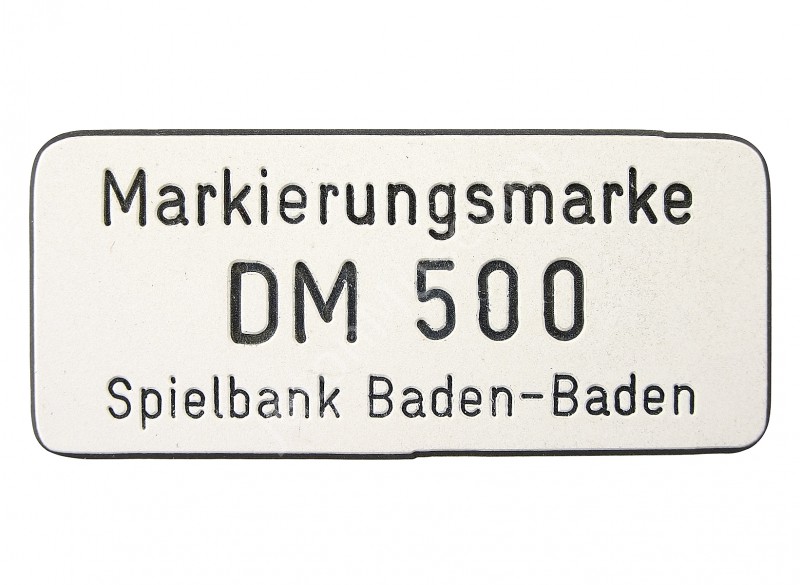 Markierungsmarke
DM 500
Spielbank Baden-Baden